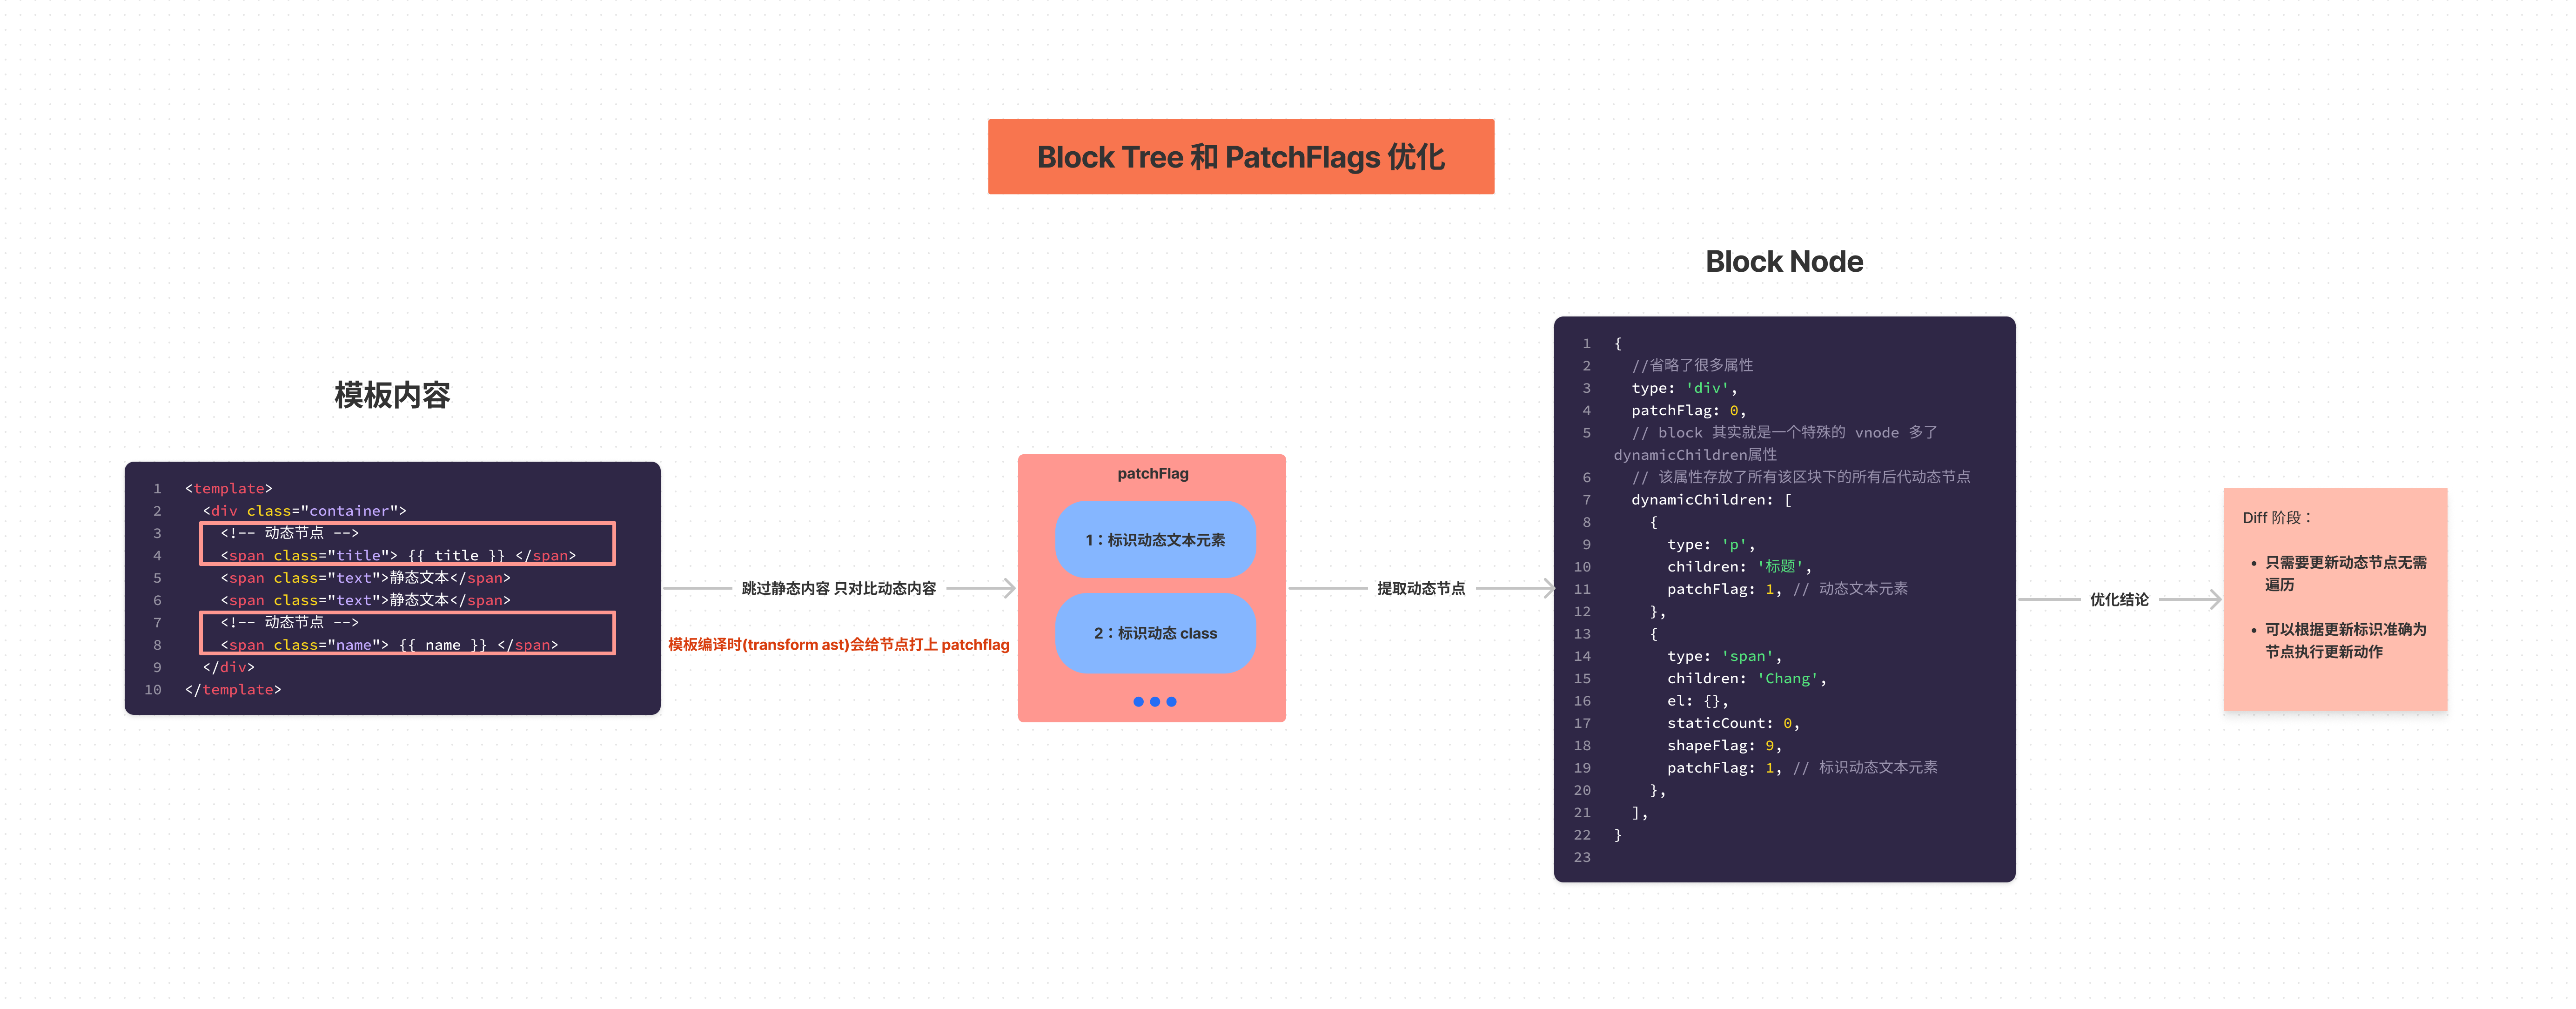 Block Tree 和 PatchFlags 优化
模板内容
1 <template>
2 <div class="container">
3 <!-- 动态节点 -->
4 <span class="title"> {{ title }} </span>
5 <span class="text">静态文本</span>
6 <span class="text">静态文本</span>
7 <!-- 动态节点 -->
8 <span class="name"> {{ name }} </span>
9 </div>
10 </template>
跳过静态内容 只对比动态内容
模板编译时(transform ast)会给节点打上 patchflag
patchFlag
1：标识动态文本元素
2：标识动态 class
提取动态节点
Block Node
1 {
2 //省略了很多属性
3 type: 'div',
4 patchFlag: 0,
5 // block 其实就是一个特殊的 vnode 多了
dynamicChildren属性
6 // 该属性存放了所有该区块下的所有后代动态节点
7 dynamicChildren: [
8 {
9 type: 'p',
10 children: '标题',
11 patchFlag: 1, // 动态文本元素
12 },
13 {
14 type: 'span',
15 children: 'Chang',
16 el: {},
17 staticCount: 0,
18 shapeFlag: 9,
19 patchFlag: 1, // 标识动态文本元素
20 },
21 ],
22 }
23
优化结论
Diff 阶段：
• 只需要更新动态节点无需
遍历
• 可以根据更新标识准确为
节点执行更新动作